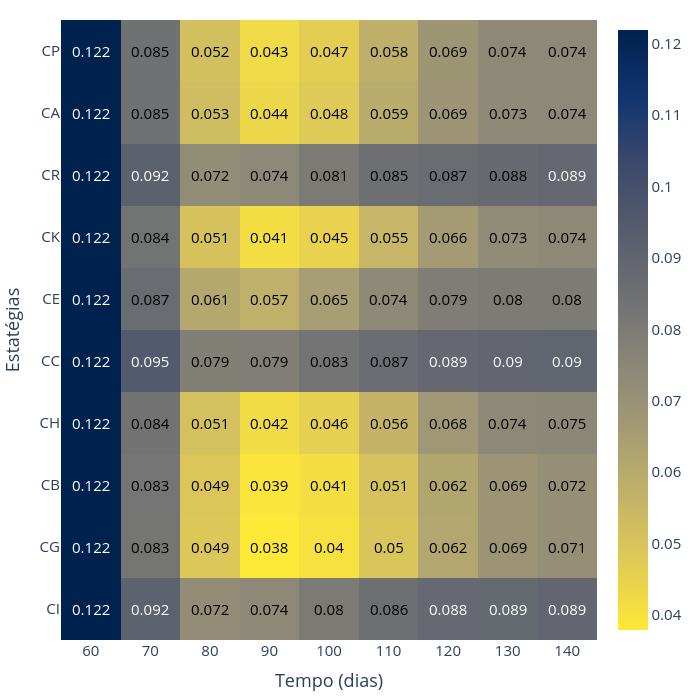 CP 0.122 0.085 0.052 0.043 0.047 0.058 0.069 0.074 0.074
CA 0.122 0.085 0.053 0.044 0.048 0.059 0.069 0.073 0.074
CR 0.122 0.092 0.072 0.074 0.081 0.085 0.087 0.088 0.089
CK 0.122 0.084 0.051 0.041 0.045 0.055 0.066 0.073 0.074
CE 0.122 0.087 0.061 0.057 0.065 0.074 0.079 0.08 0.08
CC 0.122 0.095 0.079 0.079 0.083 0.087 0.089 0.09 0.09
CH 0.122 0.084 0.051 0.042 0.046 0.056 0.068 0.074 0.075
CB 0.122 0.083 0.049 0.039 0.041 0.051 0.062 0.069 0.072
CG 0.122 0.083 0.049 0.038 0.04 0.05 0.062 0.069 0.071
CI 0.122 0.092 0.072 0.074 0.08 0.086 0.088 0.089 0.089
60 70 80 90 100 110 120 130 140
Tempo (dias)
Estatégias
0.12
0.11
0.1
0.09
0.08
0.07
0.06
0.05
0.04